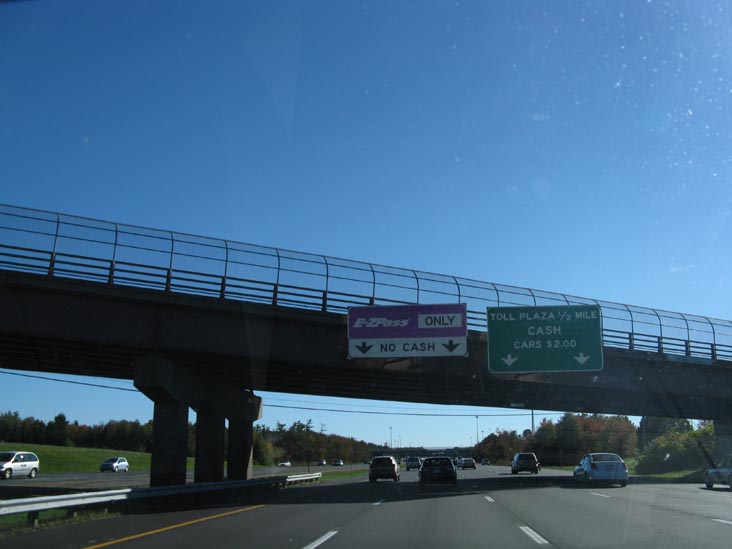 E-ZPass ONLY
NO CASH
TOLL PLAZA 1/2 MILE
CASH
CARS $2.00